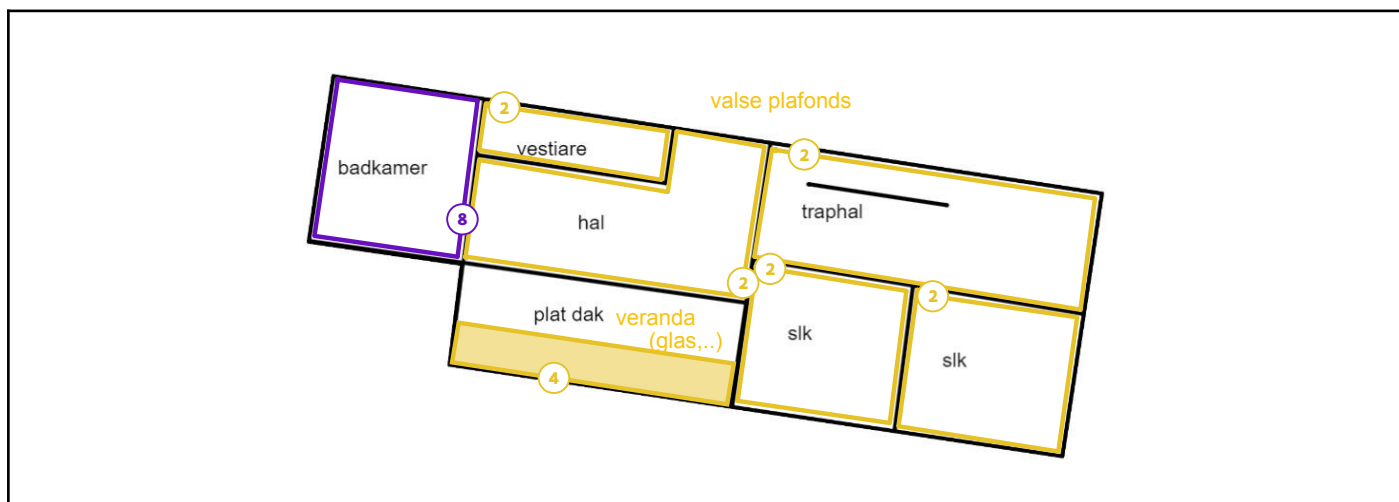 valse plafonds
2
vestiare
2
badkamer
traphal
8
hal
2
2
2
plat dak
veranda
(glas,..)
slk
slk
4